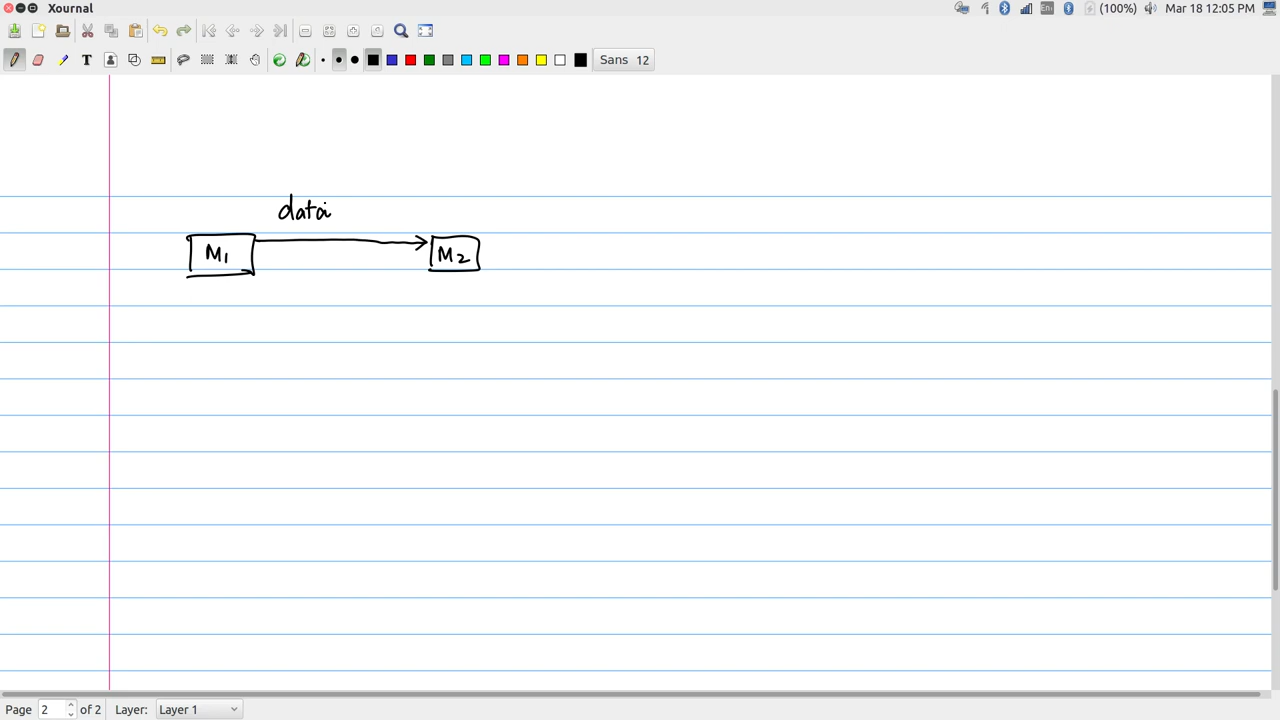 Xournal
(100%) Mar 18 12:05 PM
Sans 12
data
M1 M2
Page 2 of 2 Layer: Layer 1